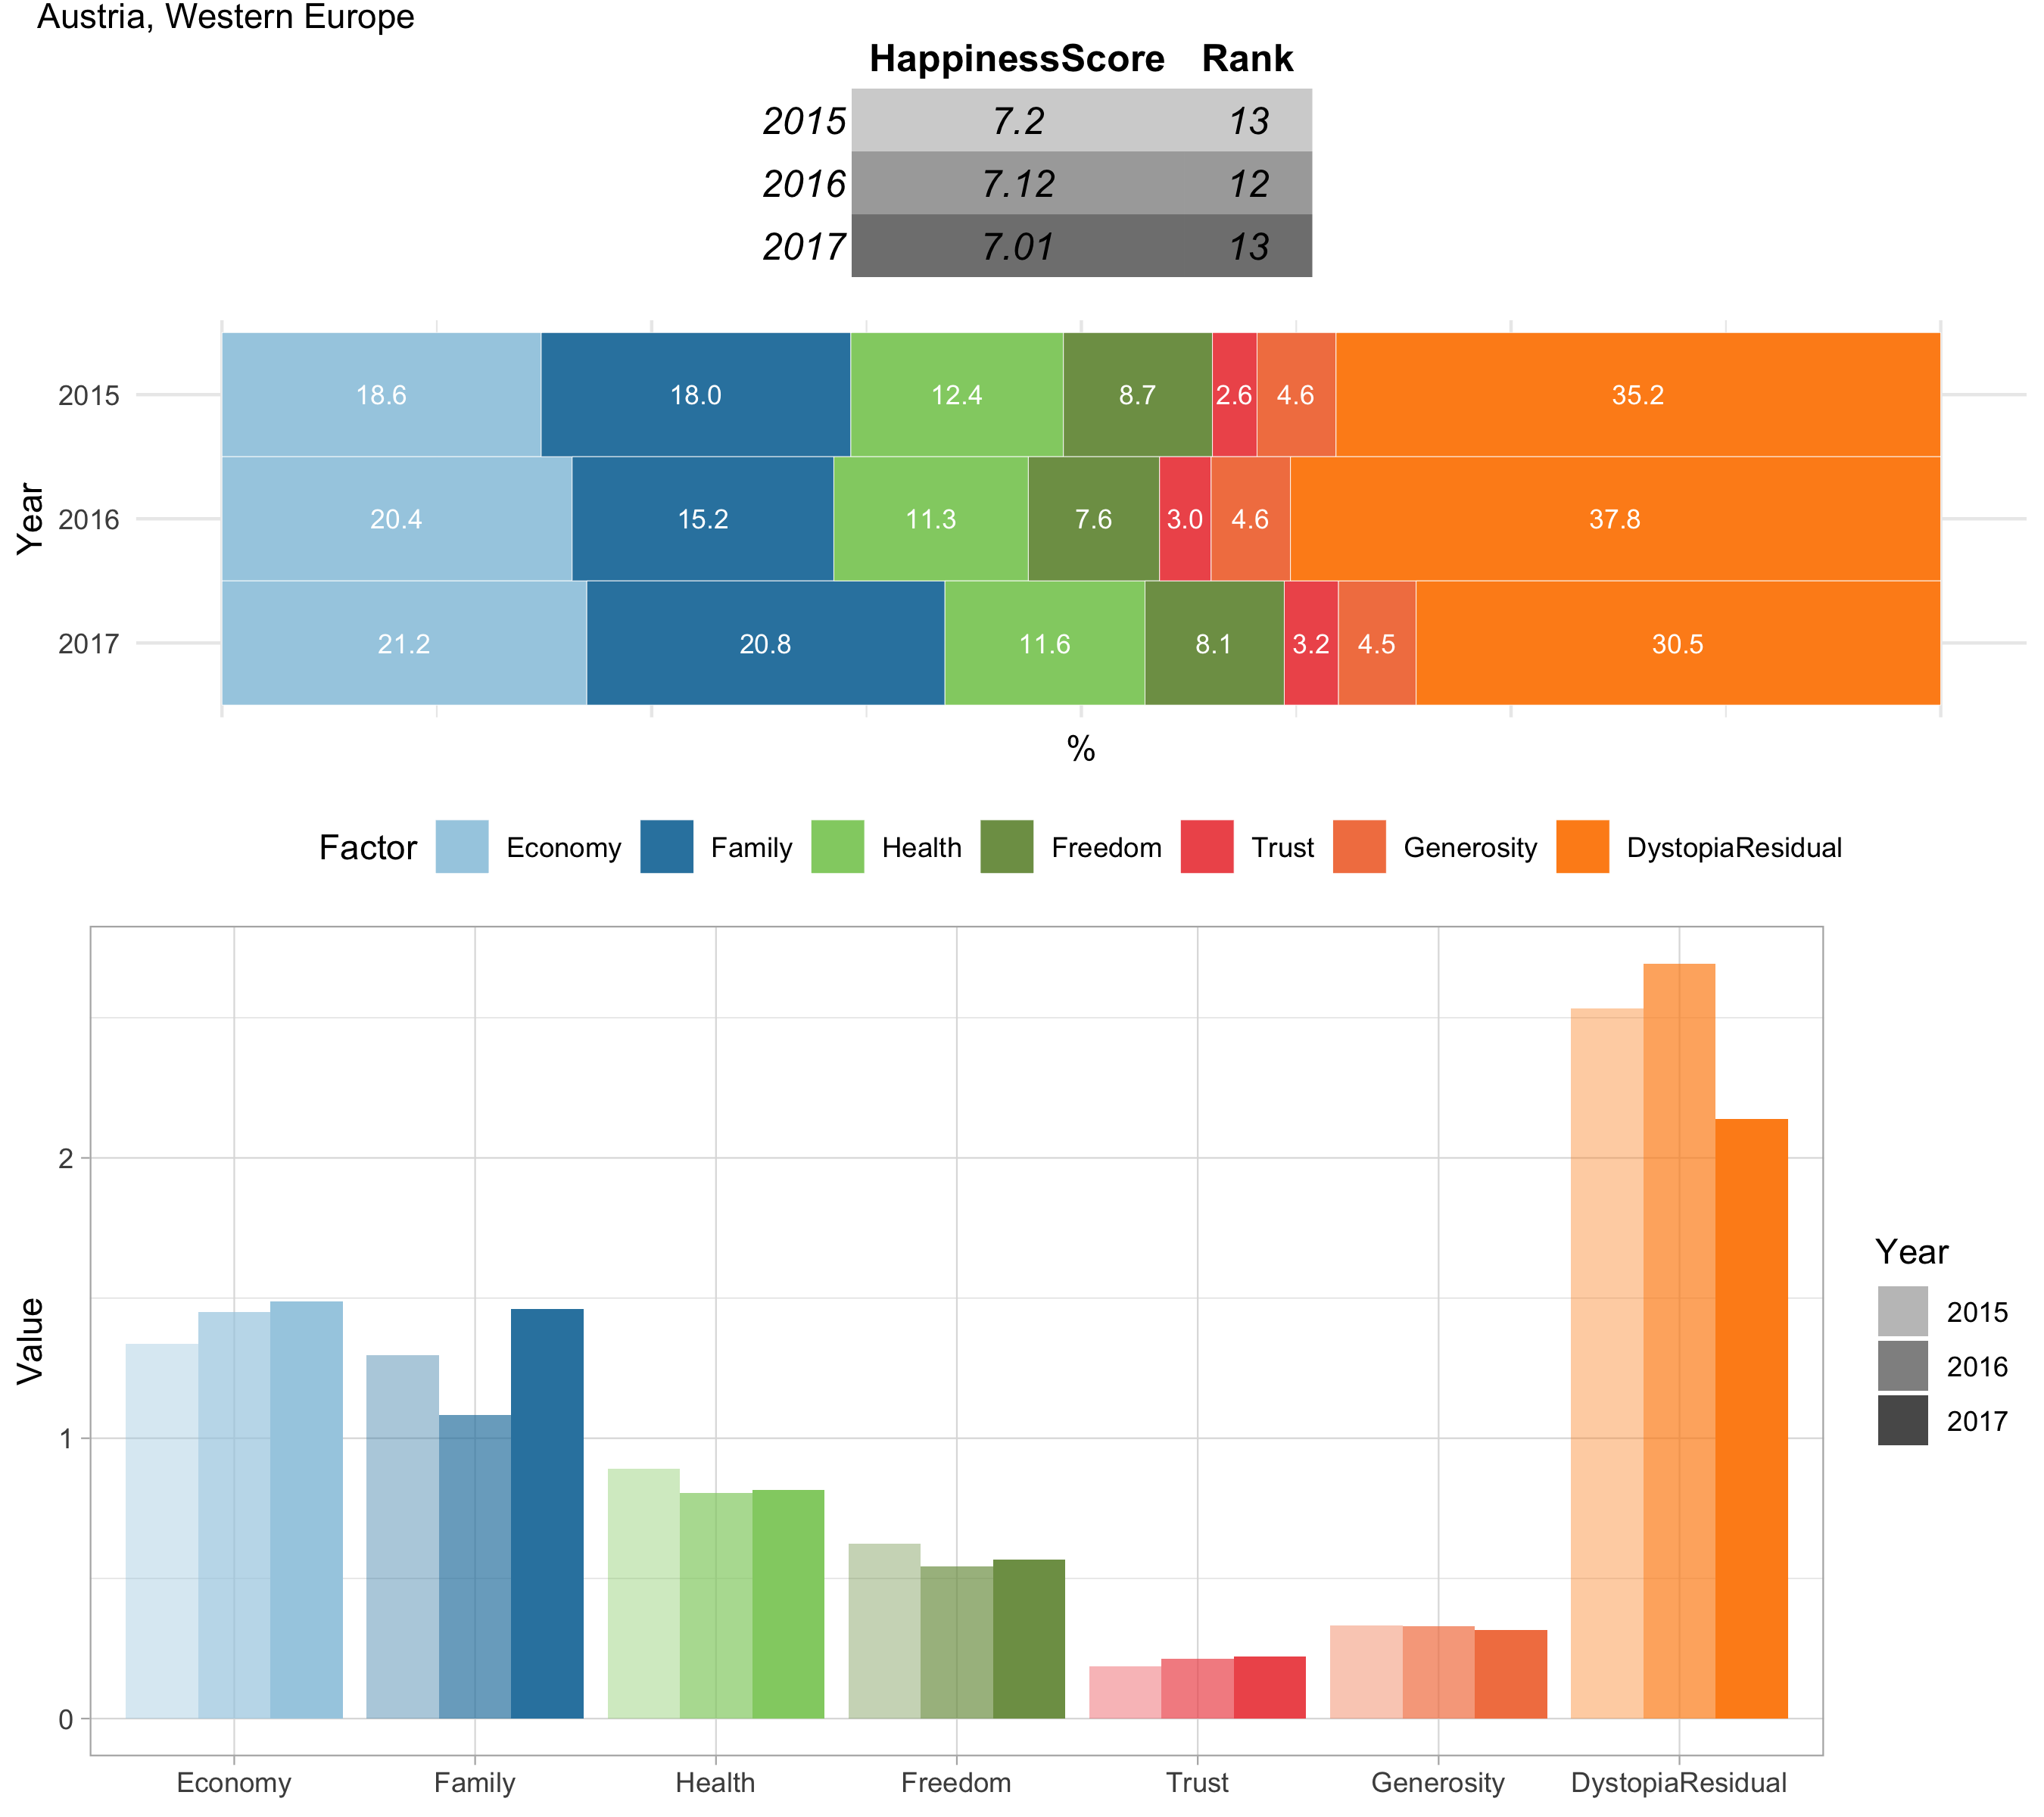 Austria, Western Europe
HappinessScore Rank
2015 7.2 13
2016 7.12 12
2017 7.01 13
2015 18.6 18.0 12.4 8.7 2.6 4.6 35.2
Year
2016 20.4 15.2 11.3 7.6 3.0 4.6 37.8
2017 21.2 20.8 11.6 8.1 3.2 4.5 30.5
%
Factor Economy Family Health Freedom Trust Generosity DystopiaResidual
2
Value
1
0
Economy Family Health Freedom Trust Generosity DystopiaResidual
Year
2015
2016
2017